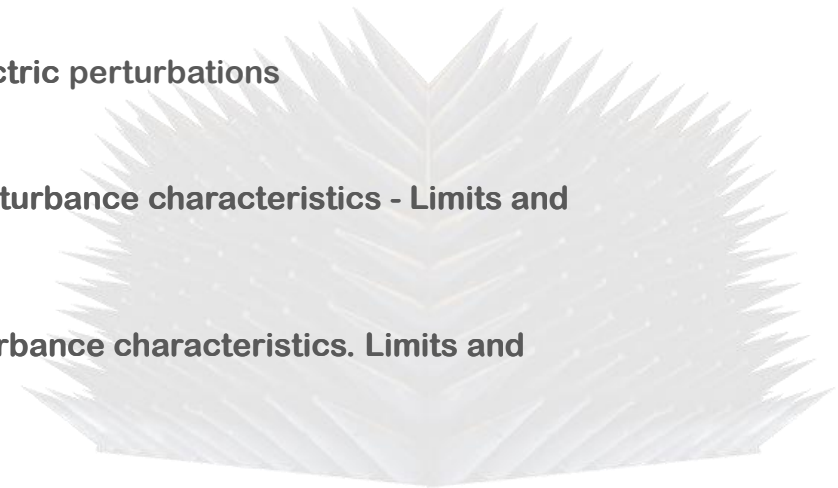 ctric perturbations
turbance characteristics - Limits and
rbance characteristics. Limits and